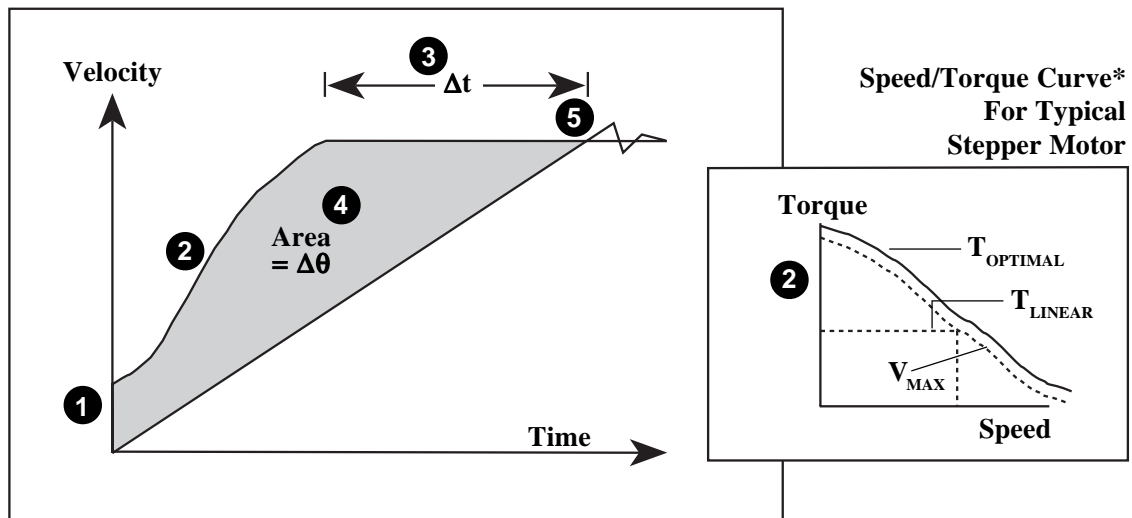 3
Velocity
Δt
5
4
2
Area
= Δθ
1
Time
Speed/Torque Curve*
For Typical
Stepper Motor
Torque
T OPTIMAL
2
T LINEAR
V MAX
Speed